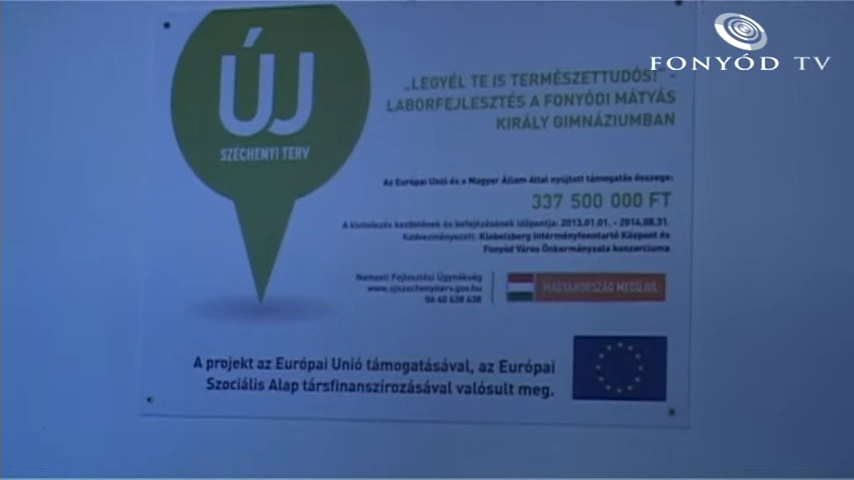 FONYÓD TV
ÚJ
SZÉCHENYI TERV
„LEGYÉL TE IS TERMÉSZETTUDÓS!" -
LABORFEJLESZTÉS A FONYÓDI MÁTYÁS
KIRÁLY GIMNÁZIUMBAN
Az Európai Unió és a Magyar Állam által nyújtott támogatás összege:
337 500 000 FT
A kivitelezés kezdetének és befejezésének időpontja: 2013.01.01. - 2014.08.31.
Kedvezményezett: Klebelsberg Intézményfenntartó Központ és
Fonyód Város Önkormányzata konzorciuma
Nemzeti Fejlesztési Ügynökség
www.ujszechenyiterv.gov.hu
06 40 638 638
MAGYARORSZÁG MEGÚJUL
A projekt az Európai Unió támogatásával, az Európai
Szociális Alap társfinanszírozásával valósult meg.